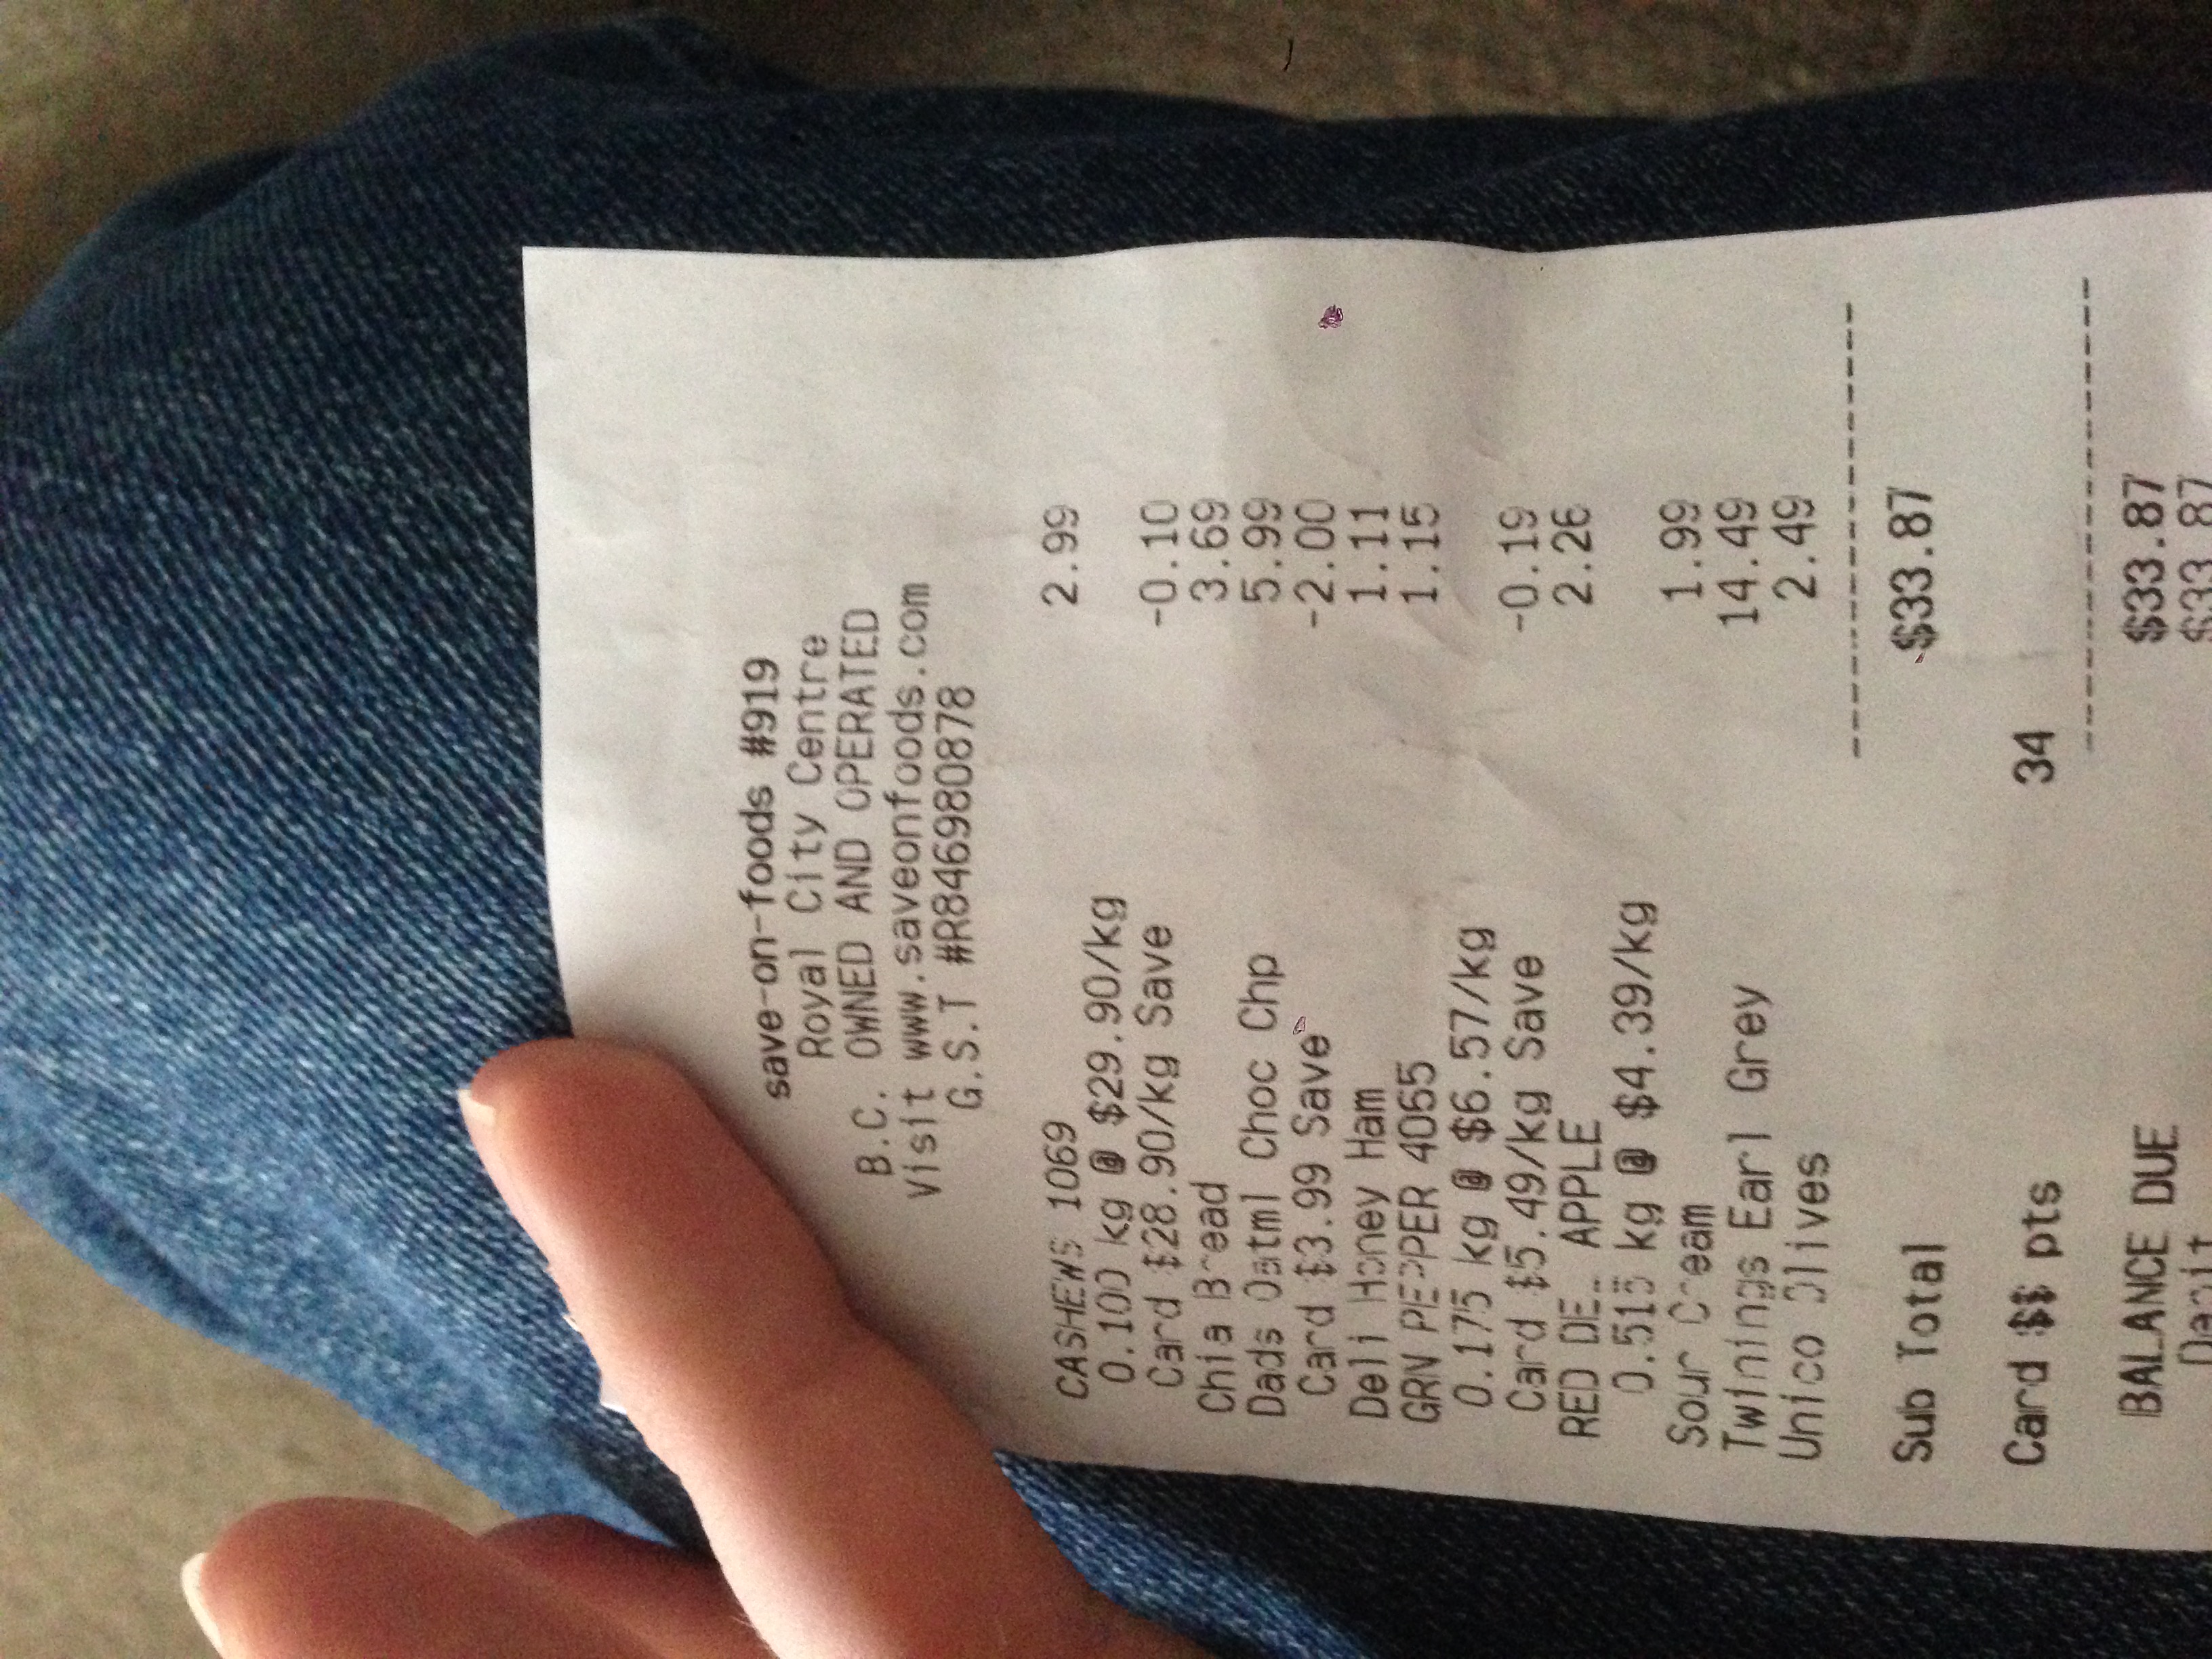 save-on-foods #919
Royal City Centre
B.C. OWNED AND OPERATED
Visit www.saveonfoods.com
G.S.T #R846980878
CASHEWS 1069 2.99
0.100 kg @ $29.90/kg
Card $28.90/kg Save -0.10
Chia Bread 3.69
Dads Oatml Choc Chp 5.99
Card $3.99 Save -2.00
Deli Honey Ham 1.11
GRN PEPPER 4065 1.15
0.175 kg @ $6.57/kg
Card $5.49/kg Save -0.19
RED DEL APPLE 2.26
0.515 kg @ $4.39/kg
Sour Cream 1.99
Twinings Earl Grey 14.49
Unico Olives 2.49
Sub Total $33.87
Card $$ pts 34
BALANCE DUE $33.87
Debit $33.87